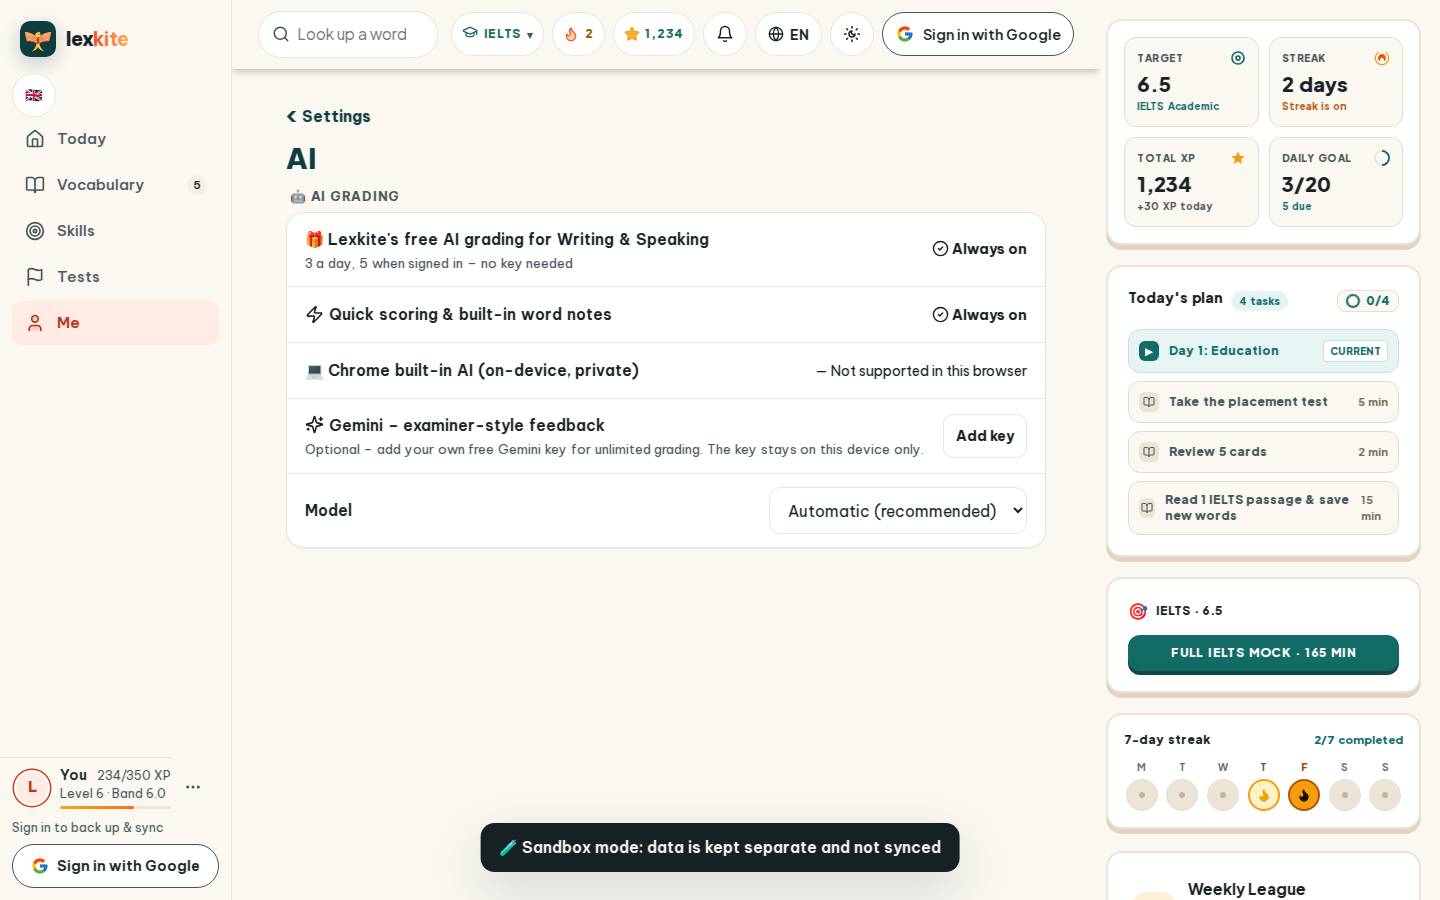 lexkite
Today
Vocabulary 5
Skills
Tests
Me
L
You 234/350 XP
Level 6 · Band 6.0
Sign in to back up & sync
Sign in with Google
Look up a word
IELTS ▾
2
1,234
EN
Sign in with Google
Settings
AI
🤖 AI GRADING
🎁 Lexkite's free AI grading for Writing & Speaking
3 a day, 5 when signed in – no key needed
Always on
Quick scoring & built-in word notes
Always on
💻 Chrome built-in AI (on-device, private)
— Not supported in this browser
Gemini – examiner-style feedback
Optional – add your own free Gemini key for unlimited grading. The key stays on this device only.
Add key
Model
Automatic (recommended)
🧪 Sandbox mode: data is kept separate and not synced
TARGET
6.5
IELTS Academic
STREAK
2 days
Streak is on
TOTAL XP
1,234
+30 XP today
DAILY GOAL
3/20
5 due
Today's plan 4 tasks 0/4
Day 1: Education CURRENT
Take the placement test 5 min
Review 5 cards 2 min
Read 1 IELTS passage & save new words 15 min
🎯 IELTS · 6.5
FULL IELTS MOCK · 165 MIN
7-day streak 2/7 completed
M T W T F S S
Weekly League